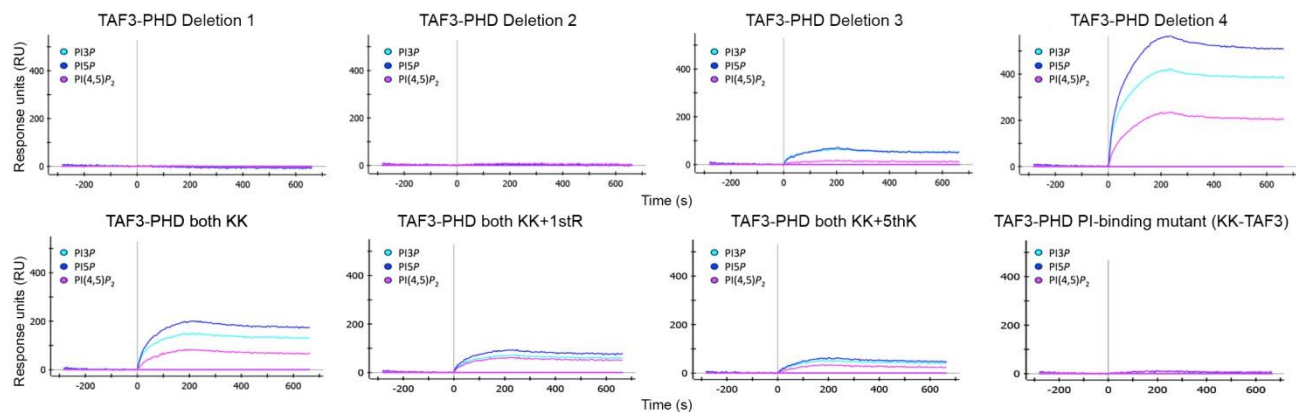 TAF3-PHD Deletion 1
TAF3-PHD Deletion 2
TAF3-PHD Deletion 3
TAF3-PHD Deletion 4
Response units (RU)
400
200
0
PI3P
PI5P
PI(4,5)P₂
-200 0 200 400 600
400
200
0
PI3P
PI5P
PI(4,5)P₂
-200 0 200 400 600
400
200
0
PI3P
PI5P
PI(4,5)P₂
-200 0 200 400 600
400
200
0
PI3P
PI5P
PI(4,5)P₂
-200 0 200 400 600
Time (s)
TAF3-PHD both KK
TAF3-PHD both KK+1stR
TAF3-PHD both KK+5thK
TAF3-PHD PI-binding mutant (KK-TAF3)
Response units (RU)
400
200
0
PI3P
PI5P
PI(4,5)P₂
-200 0 200 400 600
400
200
0
PI3P
PI5P
PI(4,5)P₂
-200 0 200 400 600
400
200
0
PI3P
PI5P
PI(4,5)P₂
-200 0 200 400 600
400
200
0
PI3P
PI5P
PI(4,5)P₂
-200 0 200 400 600
Time (s)